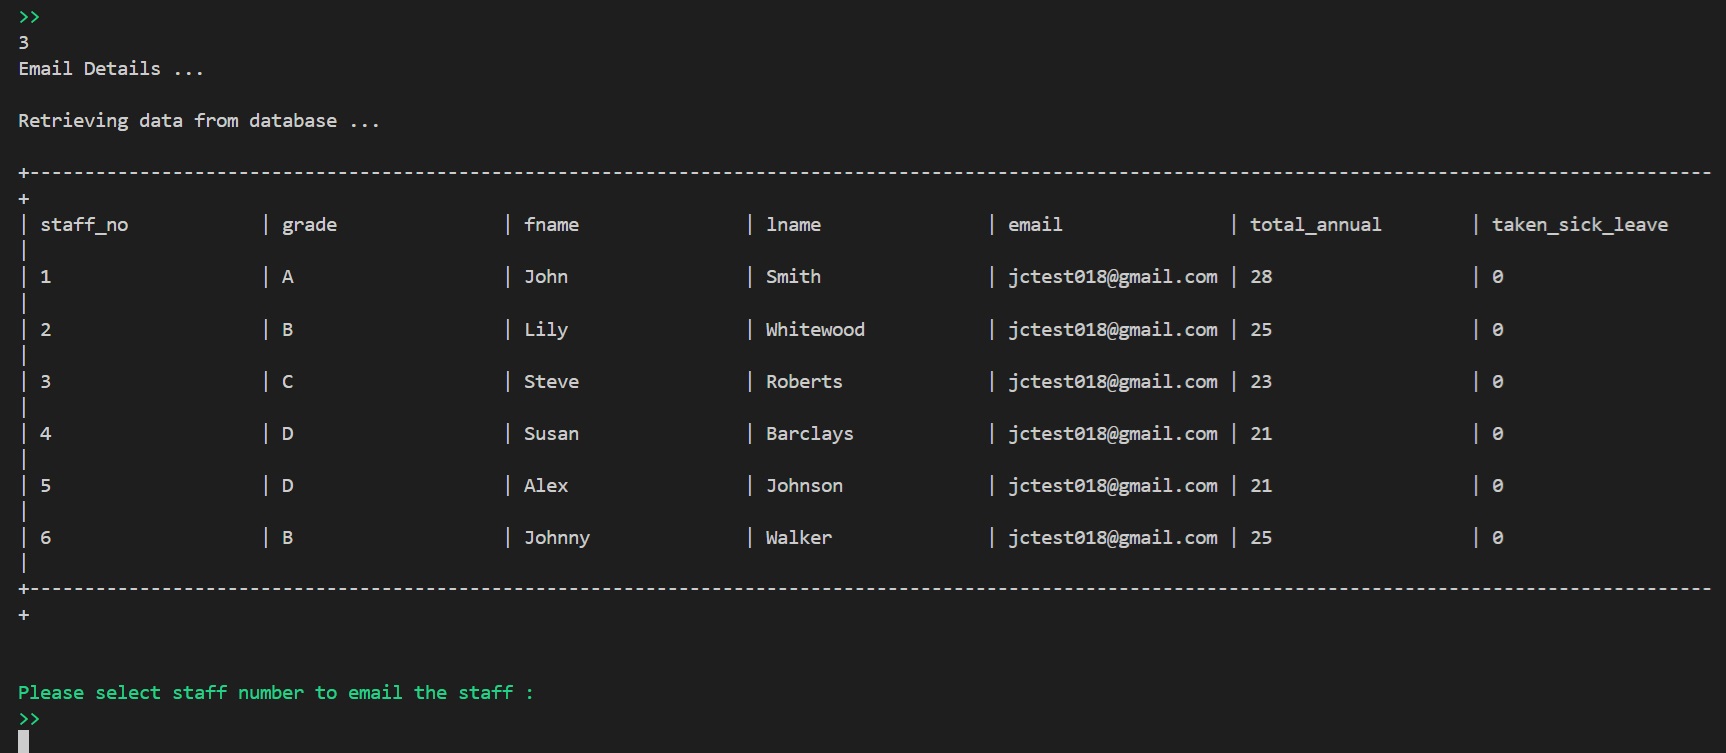 >>
3
Email Details ...
Retrieving data from database ...
+---------------------------------------------------------------------------------------------------------------------------------------------------------
+
| staff_no            | grade               | fname               | lname               | email               | total_annual        | taken_sick_leave
|
| 1                   | A                   | John                | Smith               | jctest018@gmail.com | 28                  | 0
|
| 2                   | B                   | Lily                | Whitewood           | jctest018@gmail.com | 25                  | 0
|
| 3                   | C                   | Steve               | Roberts             | jctest018@gmail.com | 23                  | 0
|
| 4                   | D                   | Susan               | Barclays            | jctest018@gmail.com | 21                  | 0
|
| 5                   | D                   | Alex                | Johnson             | jctest018@gmail.com | 21                  | 0
|
| 6                   | B                   | Johnny              | Walker              | jctest018@gmail.com | 25                  | 0
|
+---------------------------------------------------------------------------------------------------------------------------------------------------------
+
Please select staff number to email the staff :
>>